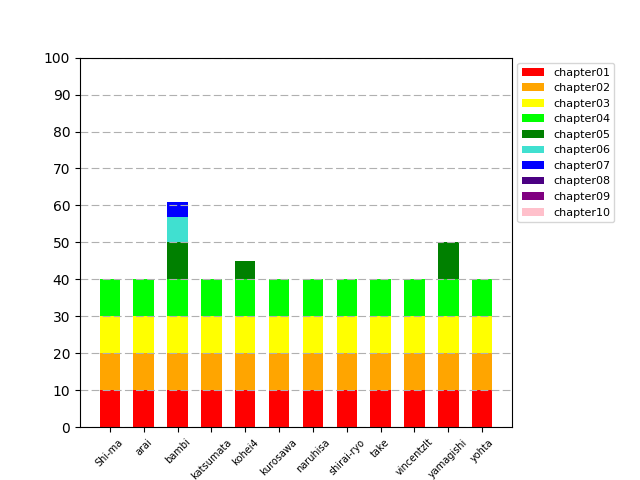 100
90
80
70
60
50
40
30
20
10
0
Shi-ma
arai
bambi
katsumata
kohei4
kurosawa
naruhisa
shirai-ryo
take
vincentzlt
yamagishi
yohta
chapter01
chapter02
chapter03
chapter04
chapter05
chapter06
chapter07
chapter08
chapter09
chapter10